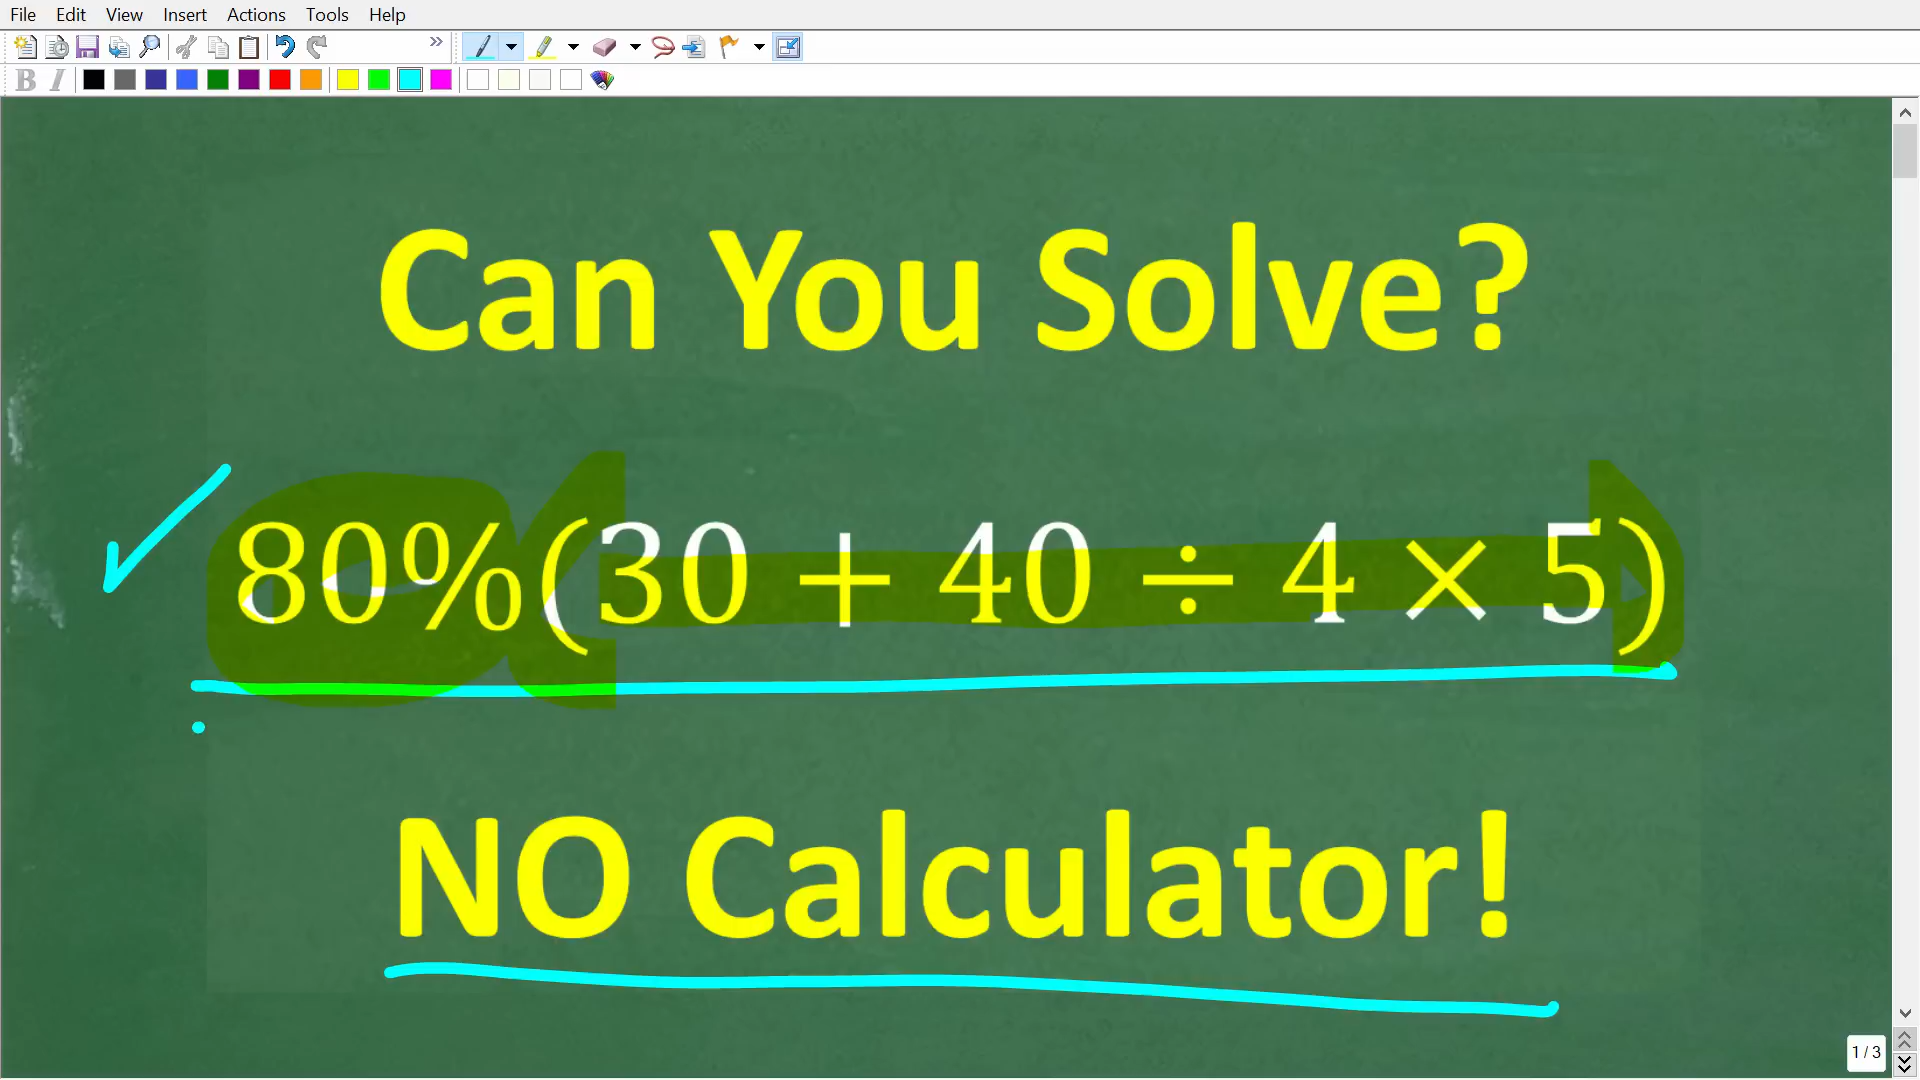 File Edit View Insert Actions Tools Help
B I
Can You Solve?
80%(30 + 40 ÷ 4 × 5)
NO Calculator!
1 / 3